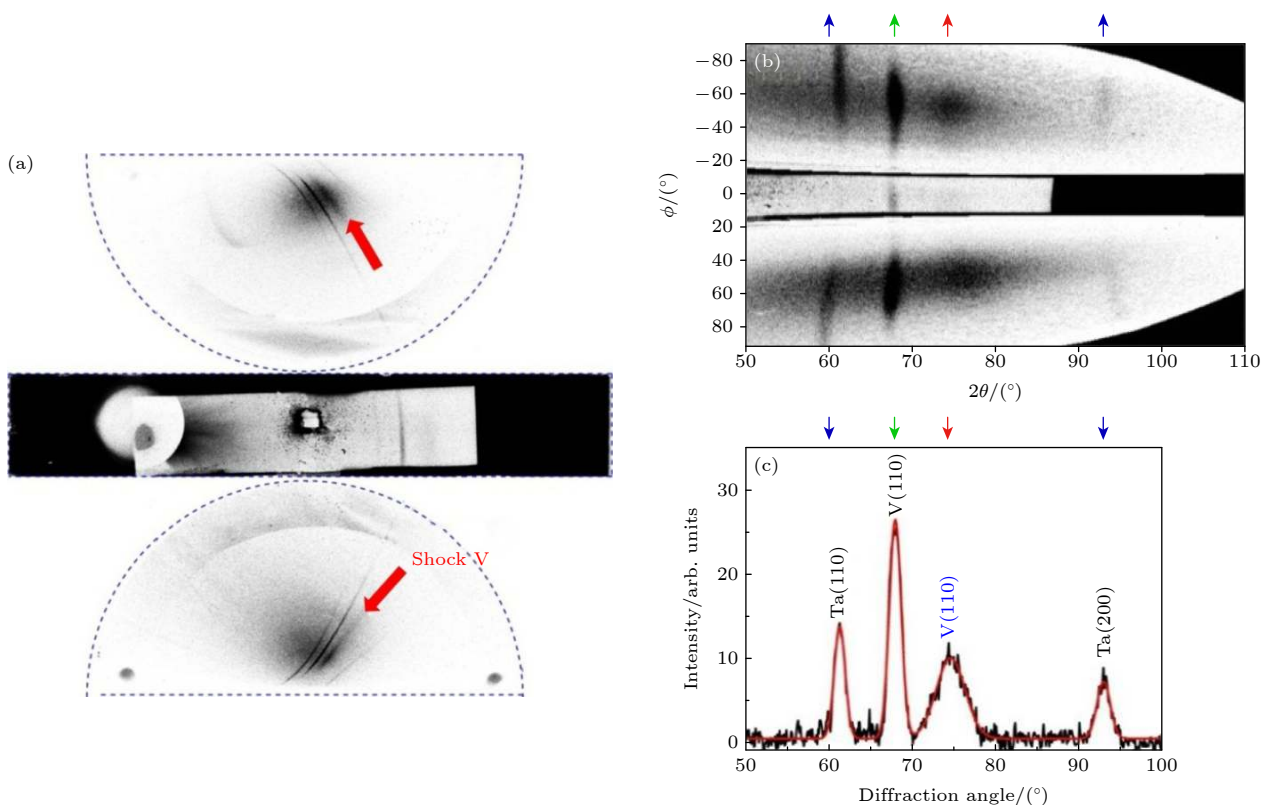 (a)
Shock V
(b)
−80
−60
−40
−20
0
20
40
60
80
ϕ/(°)
50 60 70 80 90 100 110
2θ/(°)
(c)
30
20
10
0
Intensity/arb. units
Ta(110)
V(110)
V(110)
Ta(200)
50 60 70 80 90 100
Diffraction angle/(°)